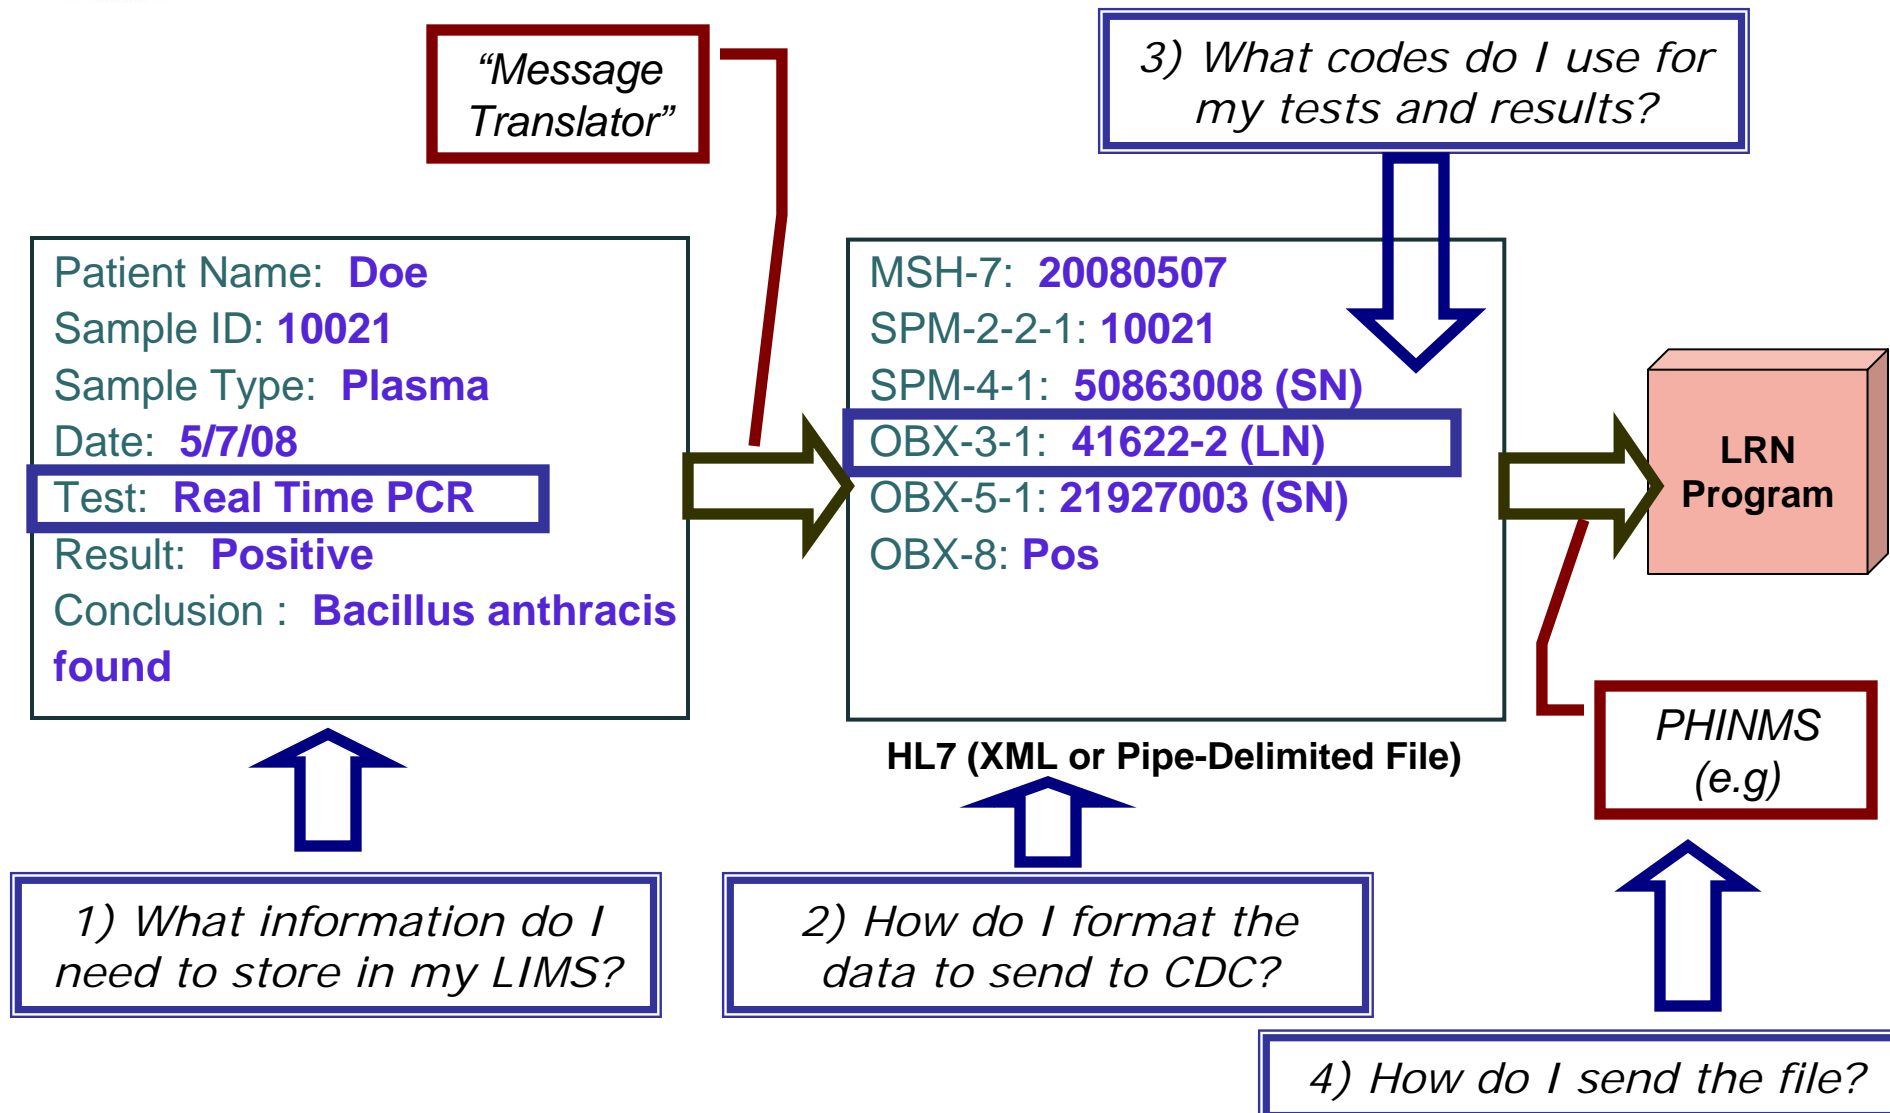 “Message
Translator”
3) What codes do I use for
my tests and results?
Patient Name: Doe
Sample ID: 10021
Sample Type: Plasma
Date: 5/7/08
Test: Real Time PCR
Result: Positive
Conclusion : Bacillus anthracis
found
MSH-7: 20080507
SPM-2-2-1: 10021
SPM-4-1: 50863008 (SN)
OBX-3-1: 41622-2 (LN)
OBX-5-1: 21927003 (SN)
OBX-8: Pos
LRN
Program
HL7 (XML or Pipe-Delimited File)
PHINMS
(e.g)
1) What information do I
need to store in my LIMS?
2) How do I format the
data to send to CDC?
4) How do I send the file?